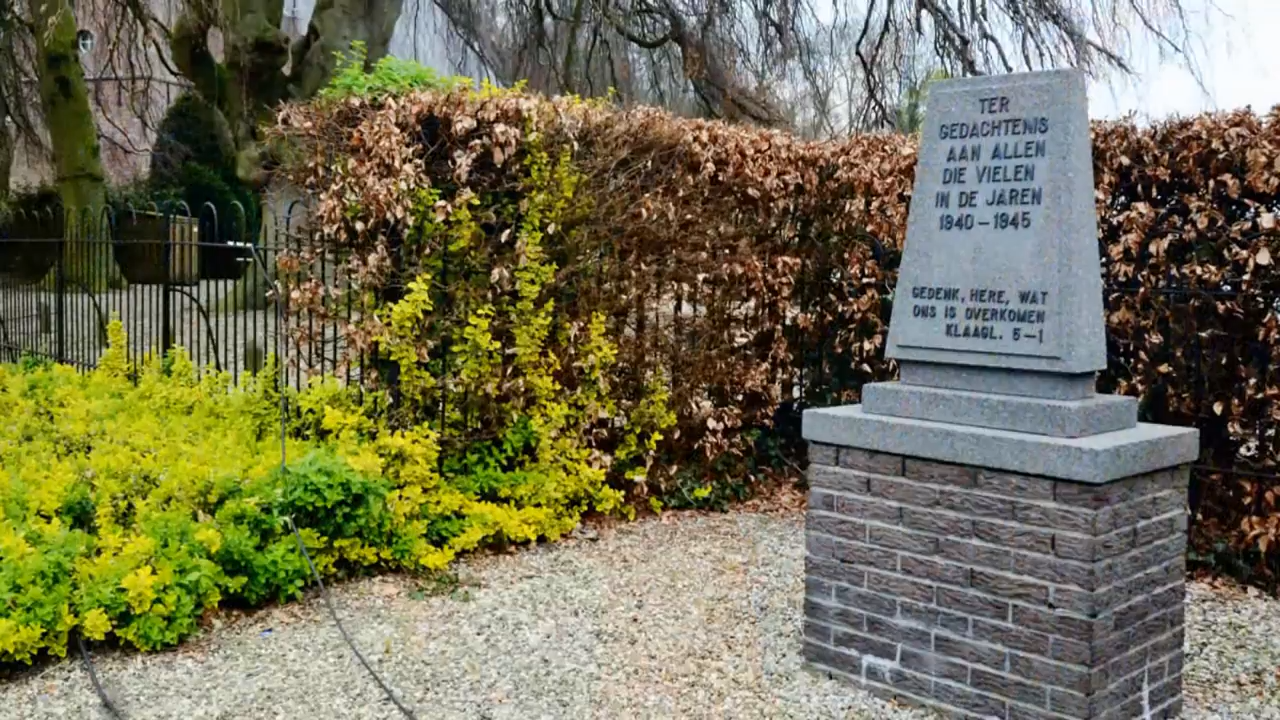 TER
GEDACHTENIS
AAN ALLEN
DIE VIELEN
IN DE JAREN
1940-1945
GEDENK, HERE, WAT
ONS IS OVERKOMEN
KLAAGL. 5-1